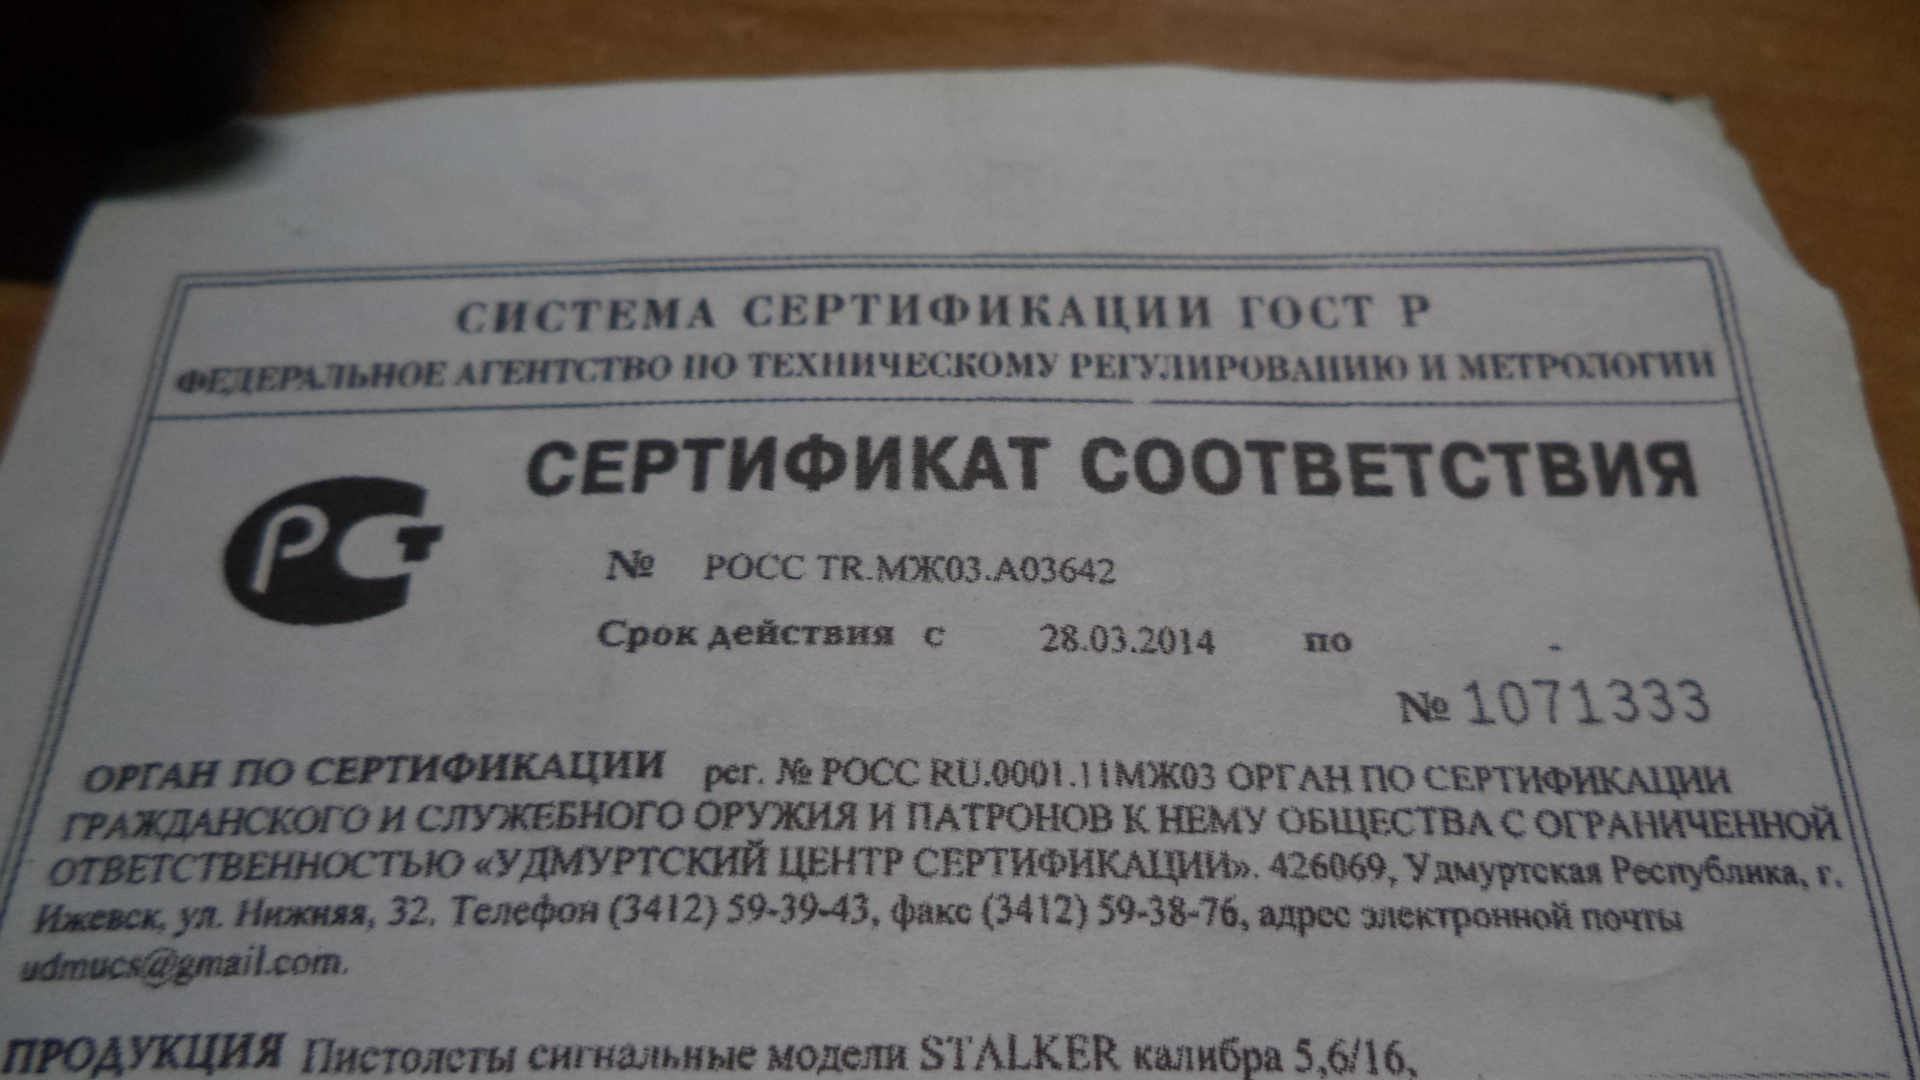 СИСТЕМА СЕРТИФИКАЦИИ ГОСТ Р
ФЕДЕРАЛЬНОЕ АГЕНТСТВО ПО ТЕХНИЧЕСКОМУ РЕГУЛИРОВАНИЮ И МЕТРОЛОГИИ
СЕРТИФИКАТ СООТВЕТСТВИЯ
РСТ
№ РОСС TR.МЖ03.А03642
Срок действия с 28.03.2014 по -
№ 1071333
ОРГАН ПО СЕРТИФИКАЦИИ рег. № РОСС RU.0001.11МЖ03 ОРГАН ПО СЕРТИФИКАЦИИ
ГРАЖДАНСКОГО И СЛУЖЕБНОГО ОРУЖИЯ И ПАТРОНОВ К НЕМУ ОБЩЕСТВА С ОГРАНИЧЕННОЙ
ОТВЕТСТВЕННОСТЬЮ «УДМУРТСКИЙ ЦЕНТР СЕРТИФИКАЦИИ». 426069, Удмуртская Республика, г.
Ижевск, ул. Нижняя, 32. Телефон (3412) 59-39-43, факс (3412) 59-38-76, адрес электронной почты
udmucs@gmail.com.
ПРОДУКЦИЯ Пистолеты сигнальные модели STALKER калибра 5,6/16,